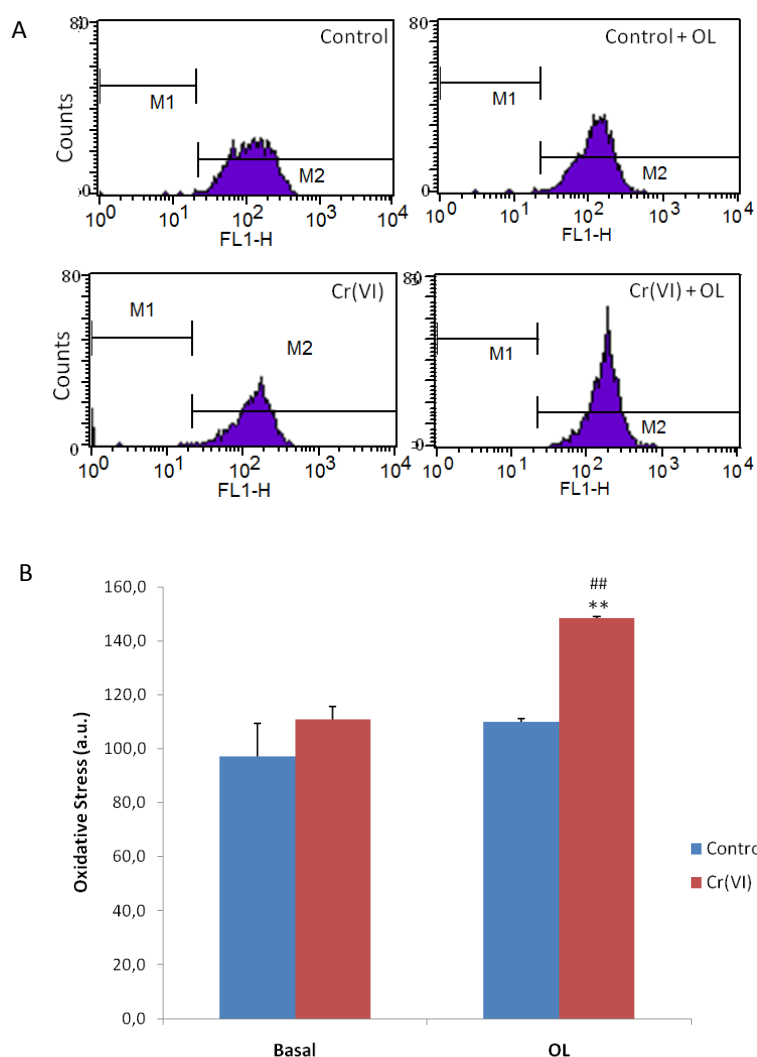 A
80
Control
M1
M2
Counts
0
10^0 10^1 10^2 10^3 10^4
FL1-H
80
Control + OL
M1
M2
0
10^0 10^1 10^2 10^3 10^4
FL1-H
80
Cr(VI)
M1
M2
Counts
0
10^0 10^1 10^2 10^3 10^4
FL1-H
80
Cr(VI) + OL
M1
M2
0
10^0 10^1 10^2 10^3 10^4
FL1-H
B
Oxidative Stress (a.u.)
160,0
140,0
120,0
100,0
80,0
60,0
40,0
20,0
0,0
##
**
Contro
Cr(VI)
Basal
OL